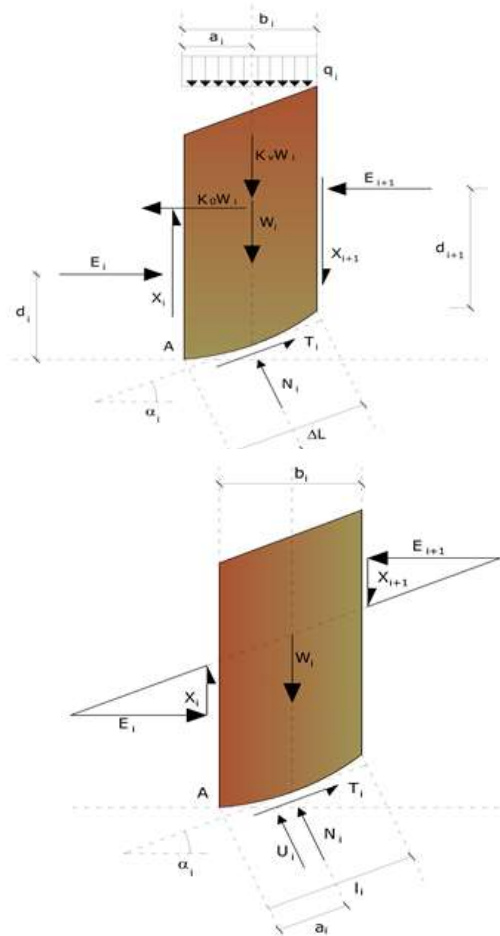 b i
a i
q i
K v W i
E i+1
K 0 W i
W i
E i
X i
X i+1
d i+1
d i
A
T i
N i
α i
ΔL
b i
E i+1
X i+1
W i
X i
E i
A
T i
N i
U i
α i
l i
a i